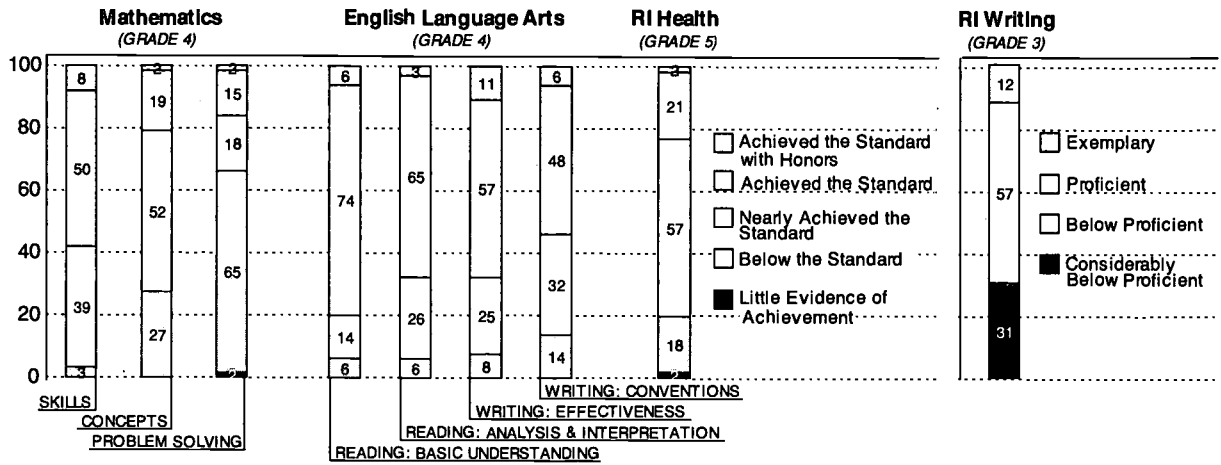 Mathematics
(GRADE 4)
English Language Arts
(GRADE 4)
RI Health
(GRADE 5)
RI Writing
(GRADE 3)
100
80
60
40
20
0
8
50
39
3
2
19
52
27
2
15
18
65
2
6
74
14
6
3
65
26
6
11
57
25
8
6
48
32
14
3
21
57
18
2
12
57
31
Achieved the Standard
with Honors
Achieved the Standard
Nearly Achieved the
Standard
Below the Standard
Little Evidence of
Achievement
Exemplary
Proficient
Below Proficient
Considerably
Below Proficient
SKILLS
CONCEPTS
PROBLEM SOLVING
WRITING: CONVENTIONS
WRITING: EFFECTIVENESS
READING: ANALYSIS & INTERPRETATION
READING: BASIC UNDERSTANDING